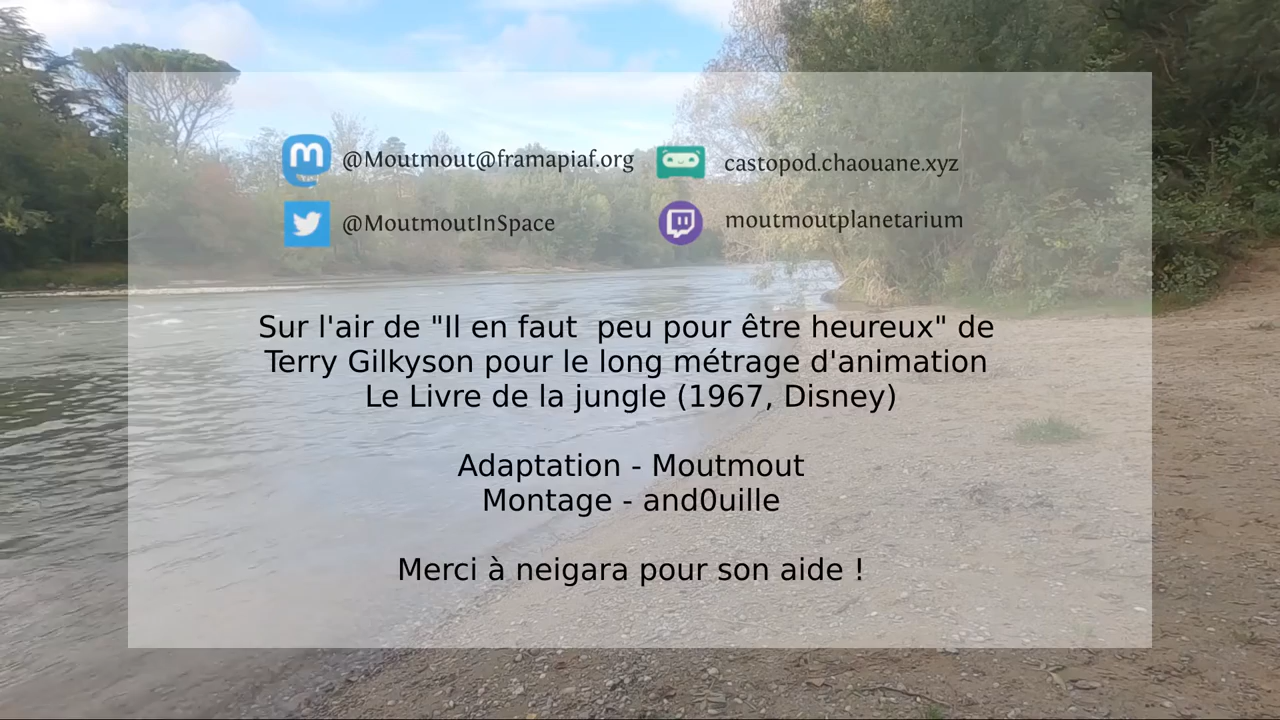 @Moutmout@framapiaf.org
castopod.chaouane.xyz
@MoutmoutInSpace
moutmoutplanetarium
Sur l'air de "Il en faut  peu pour être heureux" de
Terry Gilkyson pour le long métrage d'animation
Le Livre de la jungle (1967, Disney)
Adaptation - Moutmout
Montage - and0uille
Merci à neigara pour son aide !